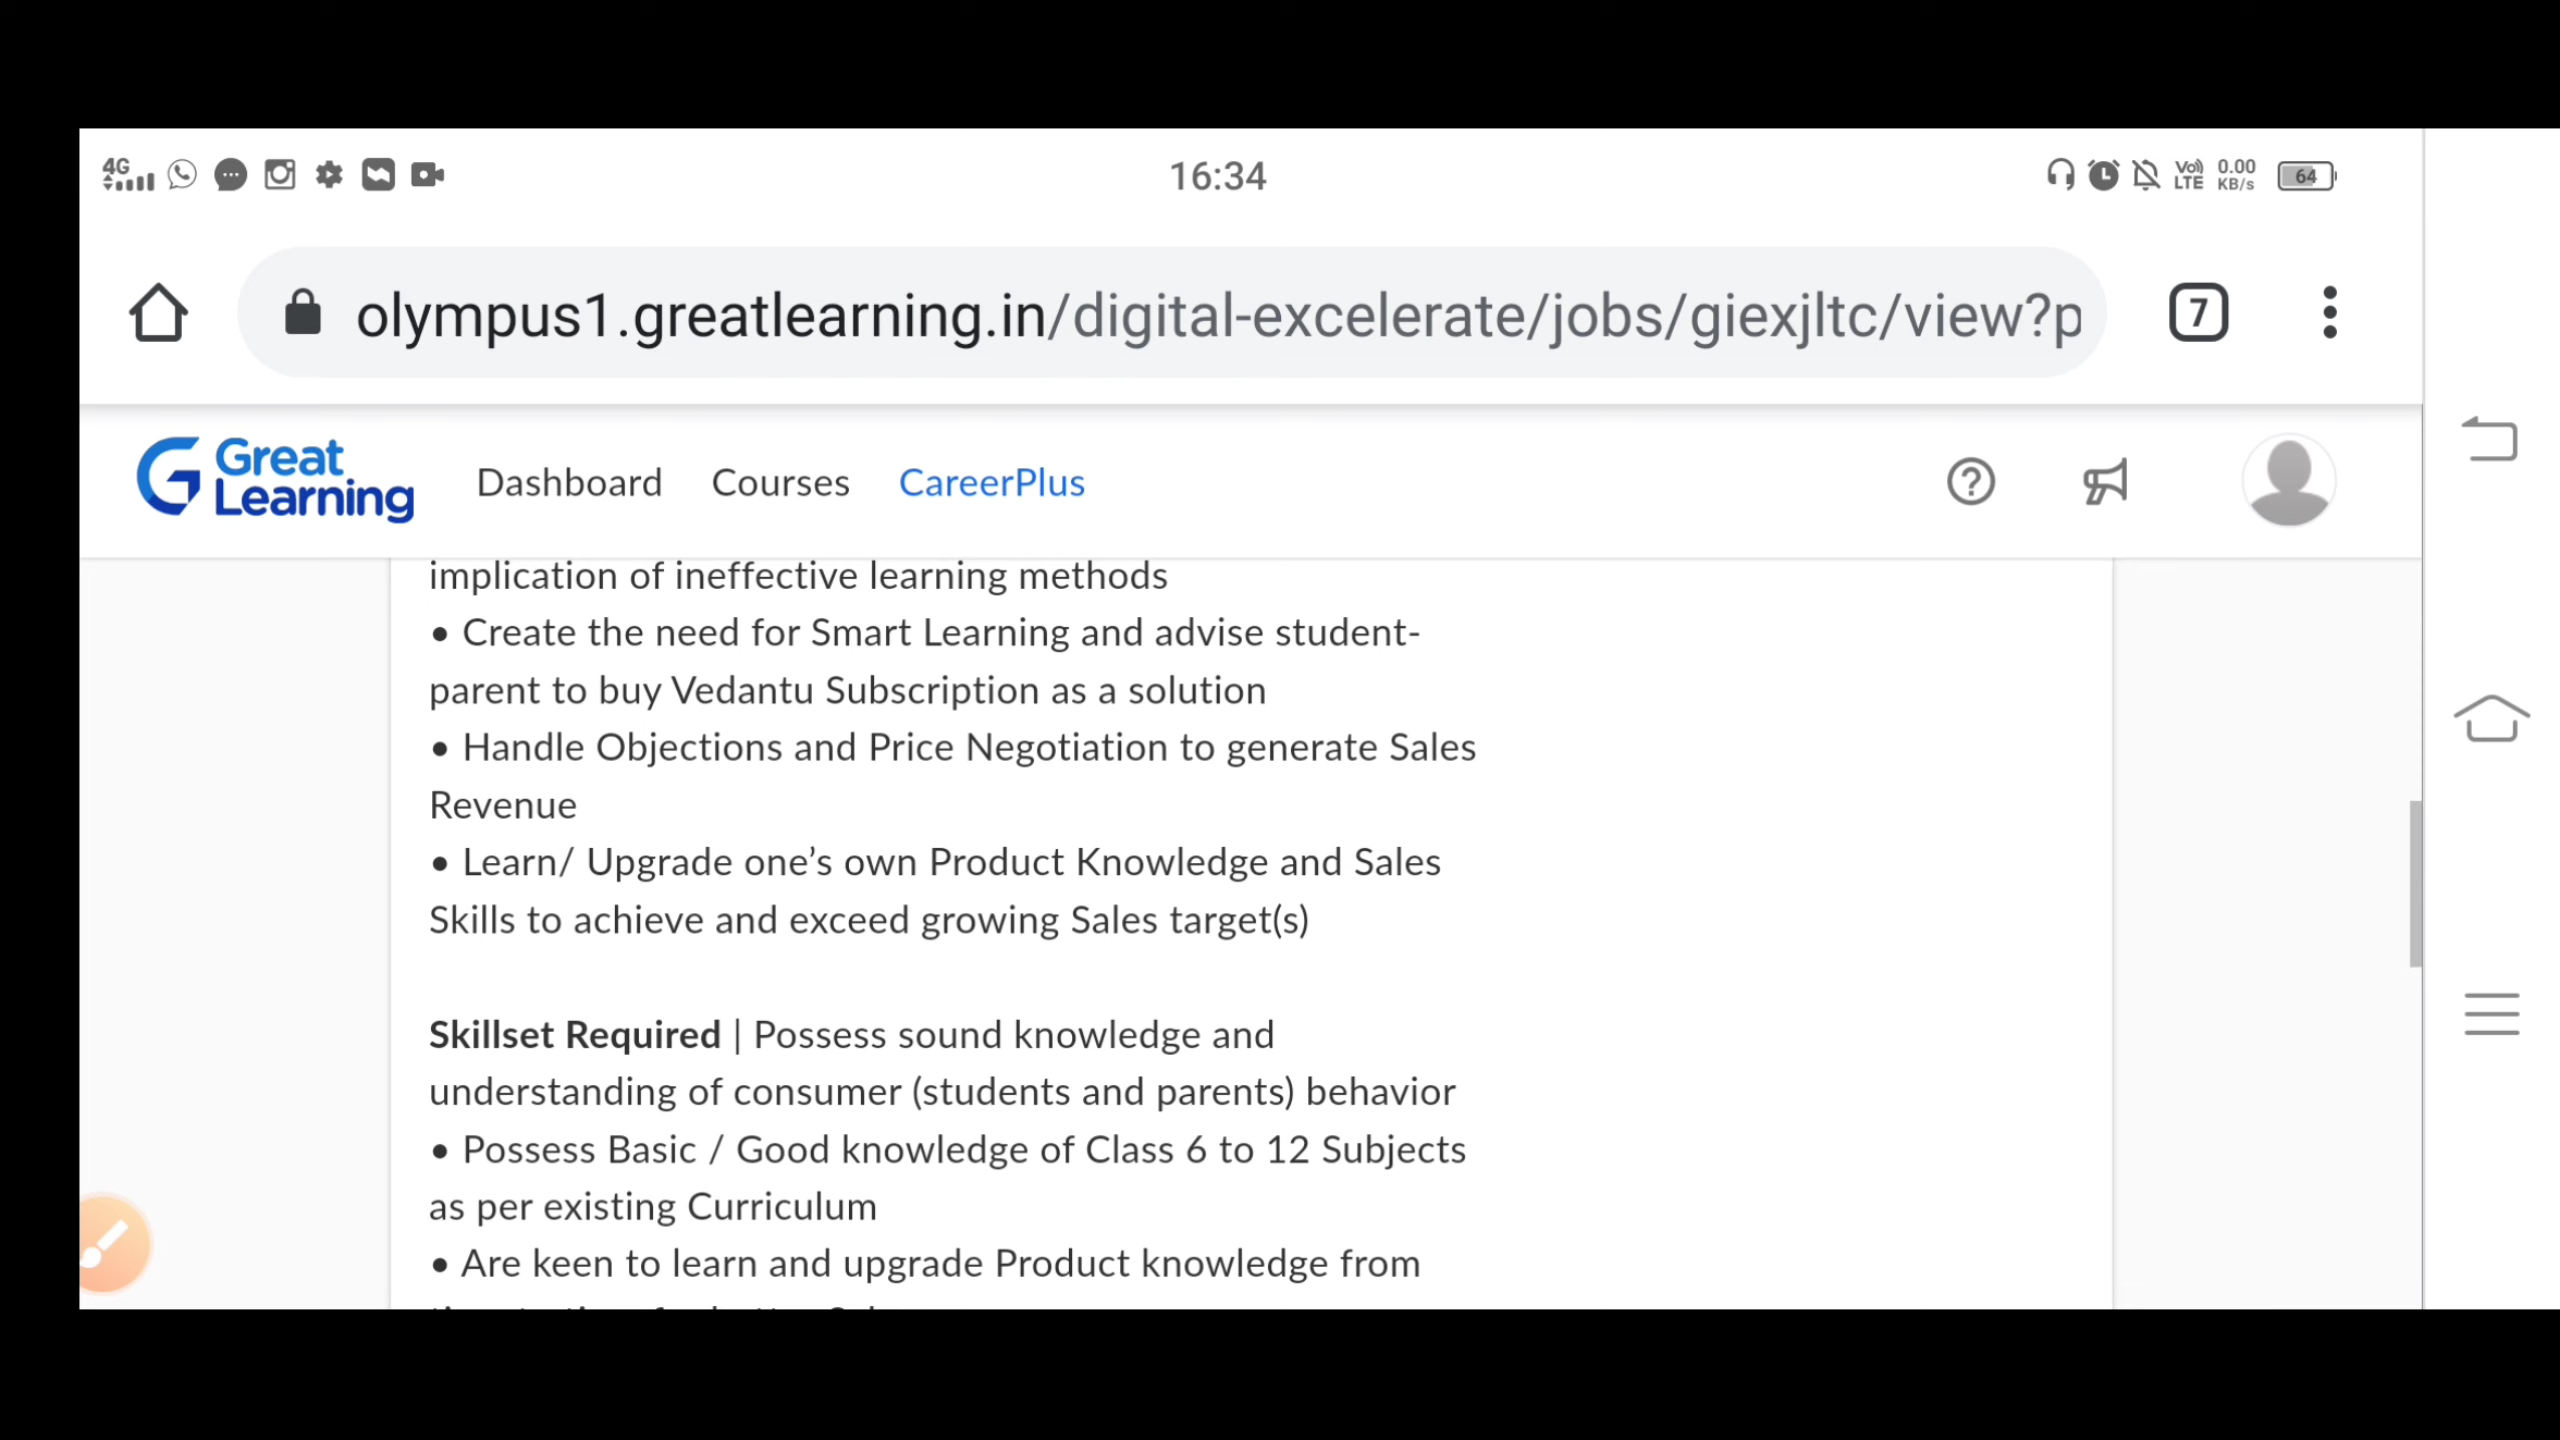 4G
16:34
Vo) LTE
0.00 KB/s
64
olympus1.greatlearning.in/digital-excelerate/jobs/giexjltc/view?p
7
Great Learning
Dashboard Courses CareerPlus
implication of ineffective learning methods
• Create the need for Smart Learning and advise student-
parent to buy Vedantu Subscription as a solution
• Handle Objections and Price Negotiation to generate Sales
Revenue
• Learn/ Upgrade one’s own Product Knowledge and Sales
Skills to achieve and exceed growing Sales target(s)
Skillset Required | Possess sound knowledge and
understanding of consumer (students and parents) behavior
• Possess Basic / Good knowledge of Class 6 to 12 Subjects
as per existing Curriculum
• Are keen to learn and upgrade Product knowledge from